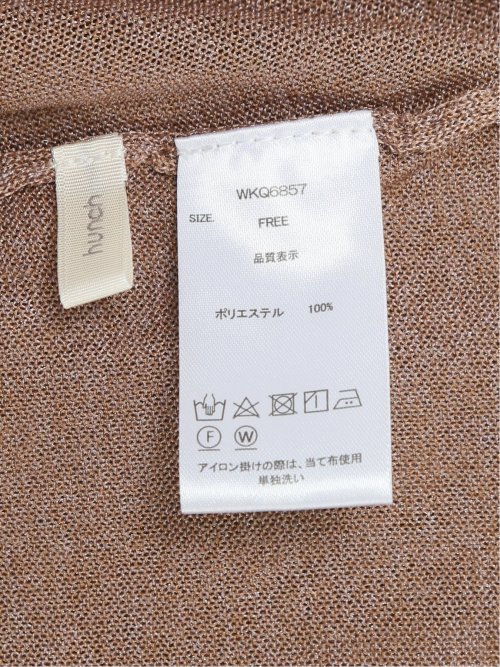 hunch
WKQ6857
SIZE. FREE
品質表示
ポリエステル 100%
F W
アイロン掛けの際は、当て布使用
単独洗い